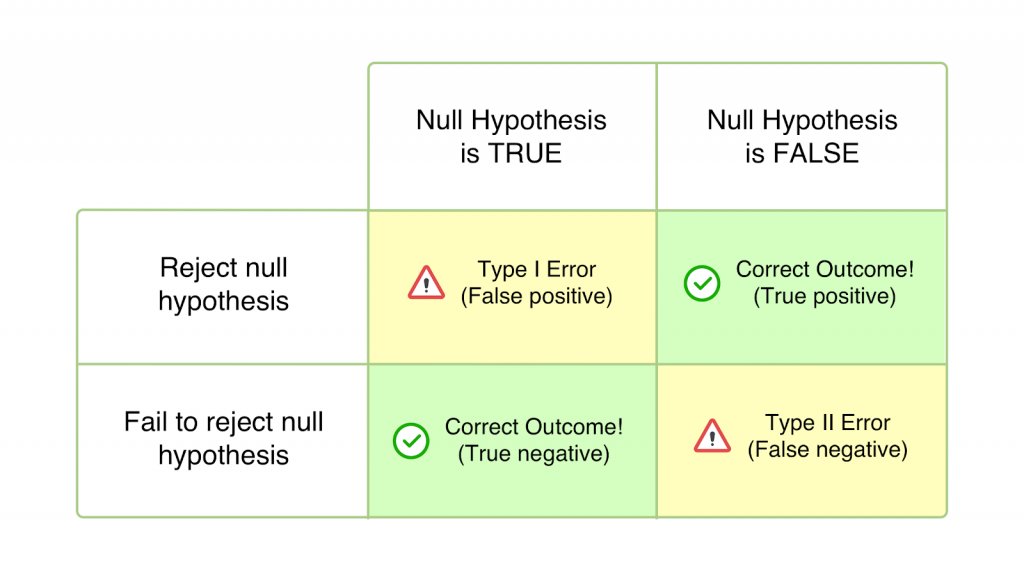 Null Hypothesis
is TRUE
Null Hypothesis
is FALSE
Reject null
hypothesis
Type I Error
(False positive)
Correct Outcome!
(True positive)
Fail to reject null
hypothesis
Correct Outcome!
(True negative)
Type II Error
(False negative)